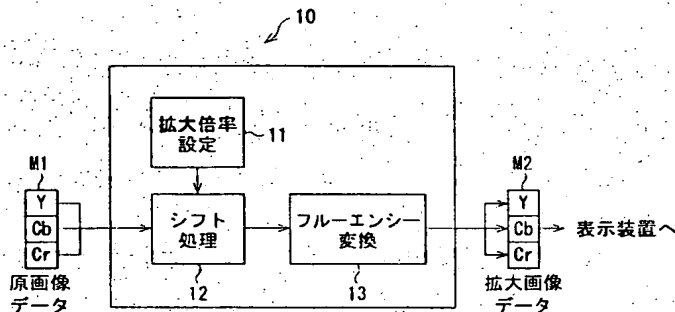 10
拡大倍率
設定
11
M1
Y
Cb
Cr
原画像
データ
シフト
処理
12
フルーエンシー
変換
13
M2
Y
Cb
Cr
拡大画像
データ
表示装置へ